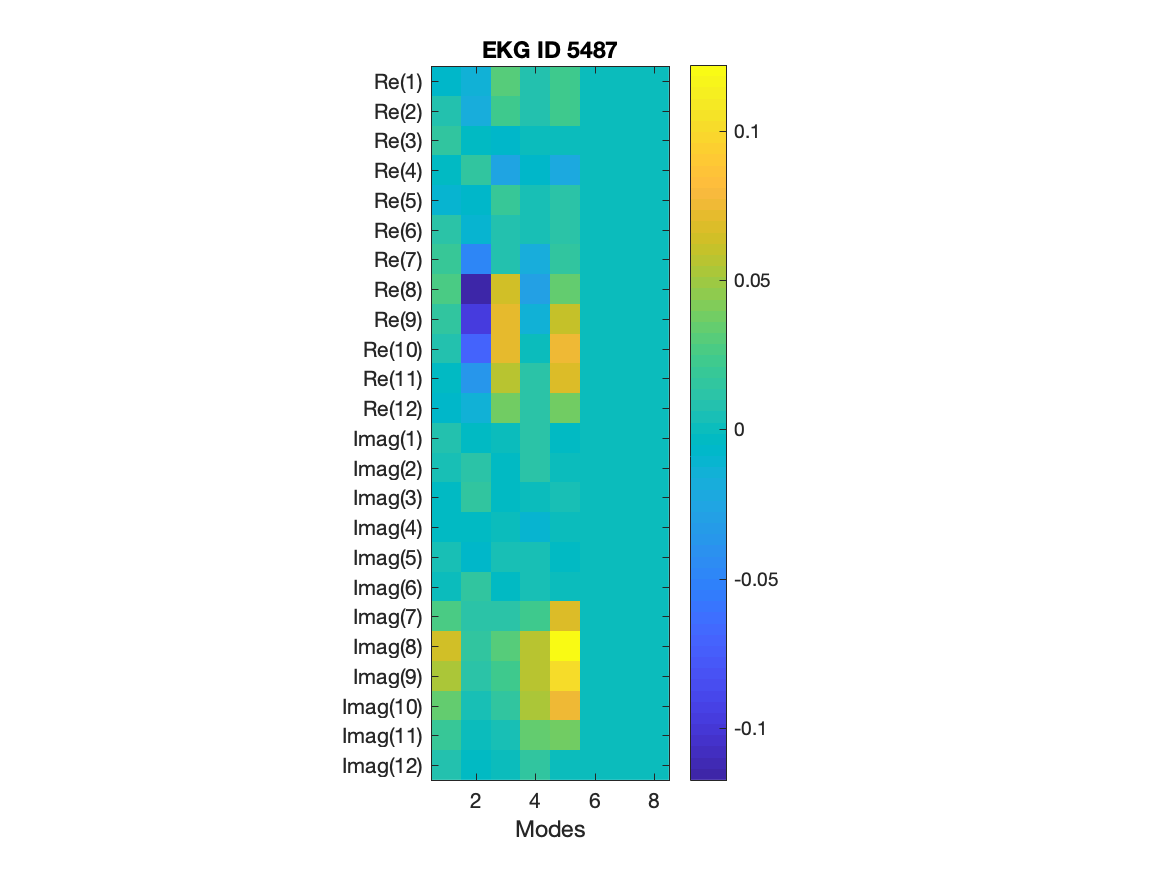 EKG ID 5487
Re(1)
Re(2)
Re(3)
Re(4)
Re(5)
Re(6)
Re(7)
Re(8)
Re(9)
Re(10)
Re(11)
Re(12)
Imag(1)
Imag(2)
Imag(3)
Imag(4)
Imag(5)
Imag(6)
Imag(7)
Imag(8)
Imag(9)
Imag(10)
Imag(11)
Imag(12)
2 4 6 8
Modes
0.1
0.05
0
-0.05
-0.1